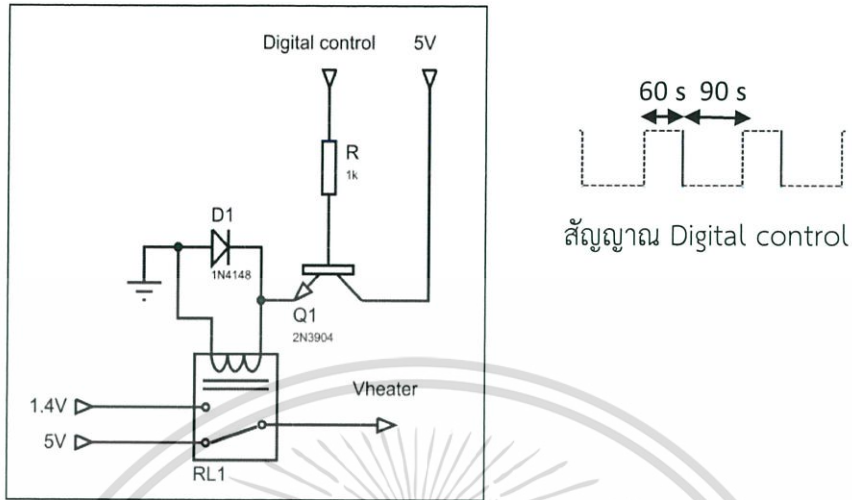 Digital control 5V
60 s 90 s
R
1k
D1
1N4148
สัญญาณ Digital control
Q1
2N3904
1.4V
Vheater
5V
RL1